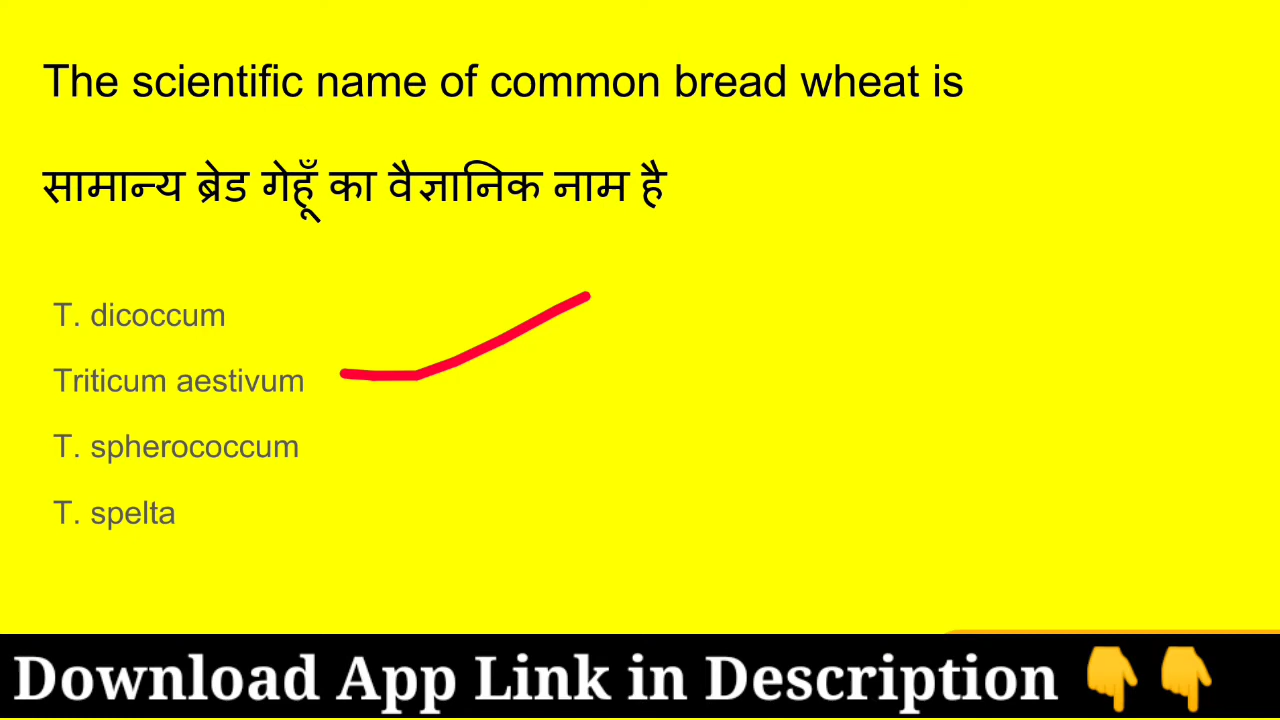 The scientific name of common bread wheat is
सामान्य ब्रेड गेहूँ का वैज्ञानिक नाम है
T. dicoccum
Triticum aestivum
T. spherococcum
T. spelta
Download App Link in Description 👇👇